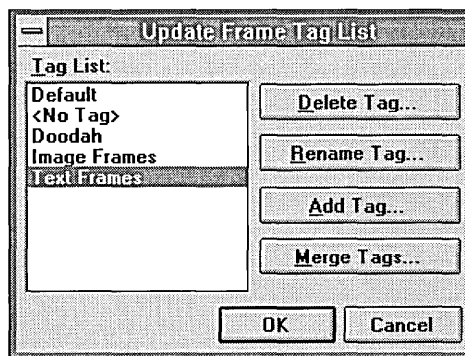 Update Frame Tag List
Tag List:
Default
<No Tag>
Doodah
Image Frames
Text Frames
Delete Tag...
Rename Tag...
Add Tag...
Merge Tags...
OK
Cancel